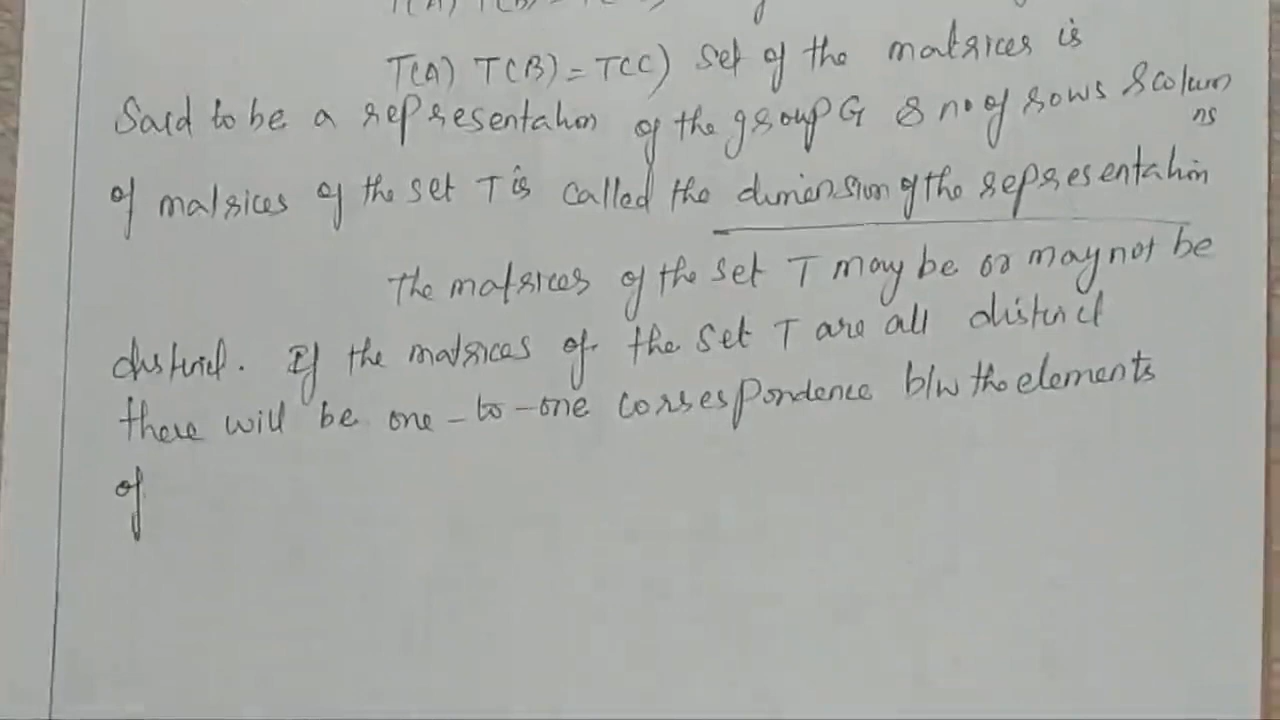 T(A) T(B) = T(C) set of the matrices is
Said to be a representation of the group G & no of rows & colum
ns
of matrices of the set T is called the dimension of the representation
the matrices of the set T may be or may not be
distinct. If the matrices of the set T are all distinct
there will be one-to-one correspondence b/w the elements
of